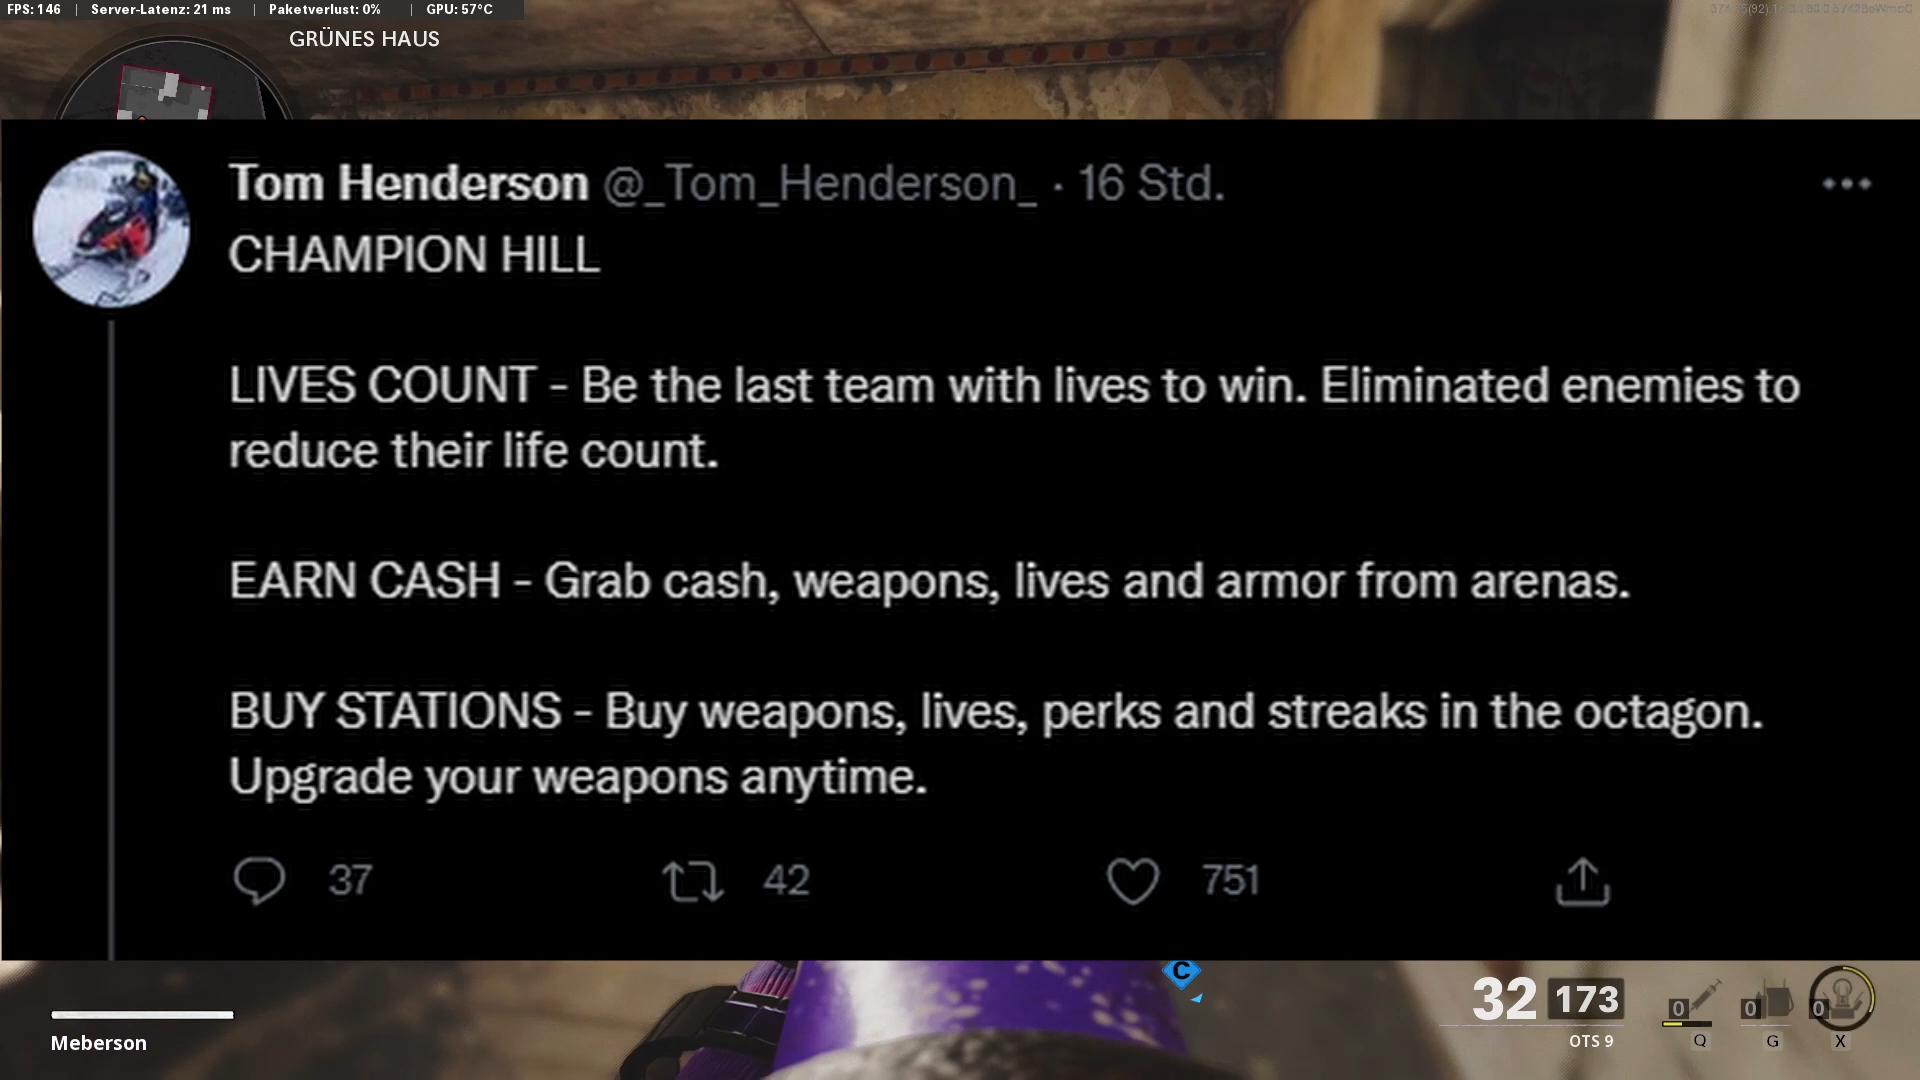 FPS: 146 | Server-Latenz: 21 ms | Paketverlust: 0% | GPU: 57°C
GRÜNES HAUS
Tom Henderson @_Tom_Henderson_ · 16 Std.
CHAMPION HILL
LIVES COUNT - Be the last team with lives to win. Eliminated enemies to
reduce their life count.
EARN CASH - Grab cash, weapons, lives and armor from arenas.
BUY STATIONS - Buy weapons, lives, perks and streaks in the octagon.
Upgrade your weapons anytime.
37 42 751
C
Meberson
32 173
OTS 9
0 0 0
Q G X